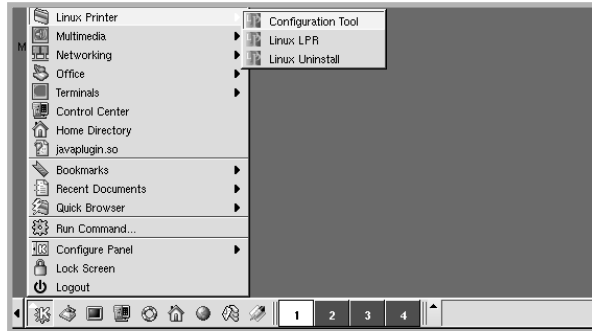 Linux Printer
Configuration Tool
Linux LPR
Linux Uninstall
M
Multimedia
Networking
Office
Terminals
Control Center
Home Directory
javaplugin.so
Bookmarks
Recent Documents
Quick Browser
Run Command...
Configure Panel
Lock Screen
Logout
1 2 3 4